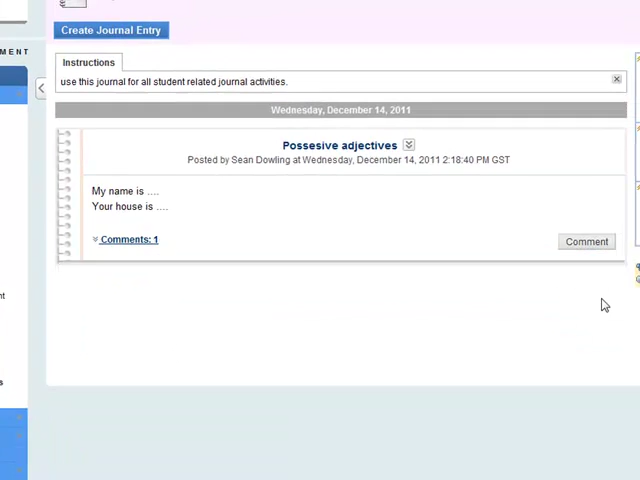 Create Journal Entry
MENT
Instructions
use this journal for all student related journal activities.
Wednesday, December 14, 2011
Possesive adjectives
Posted by Sean Dowling at Wednesday, December 14, 2011 2:18:40 PM GST
My name is ....
Your house is ....
Comments: 1
Comment
nt
s